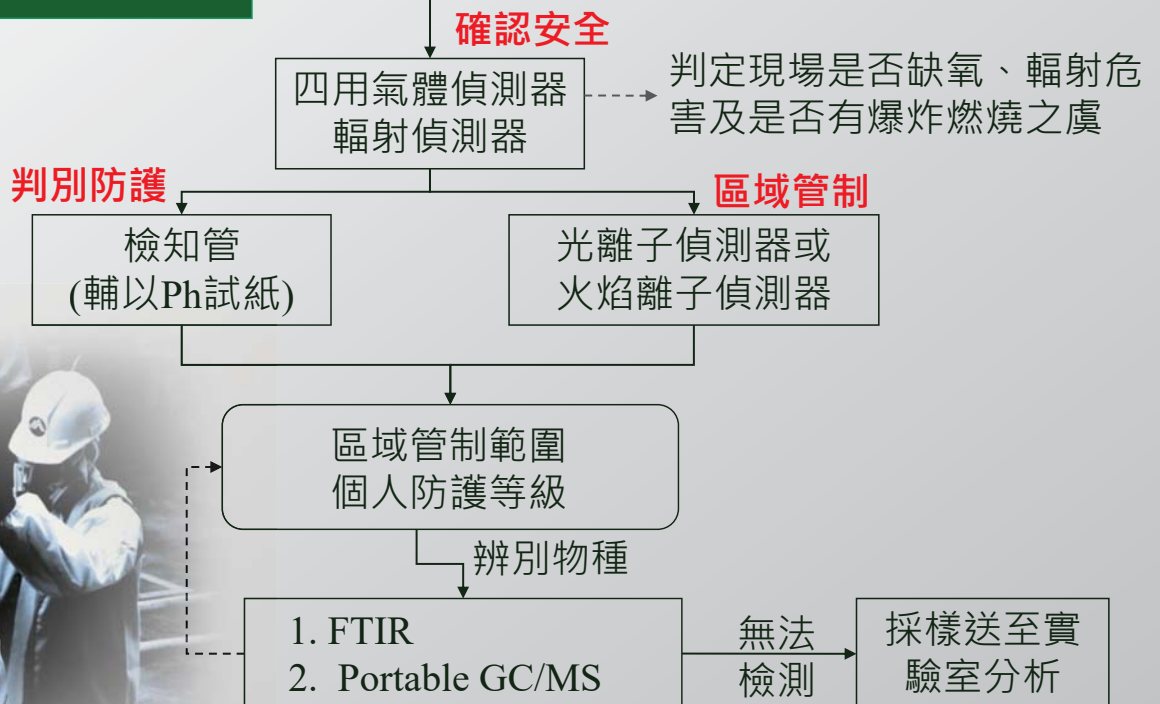 確認安全
四用氣體偵測器
輻射偵測器
判定現場是否缺氧、輻射危
害及是否有爆炸燃燒之虞
判別防護
區域管制
檢知管
(輔以Ph試紙)
光離子偵測器或
火焰離子偵測器
區域管制範圍
個人防護等級
辨別物種
1. FTIR
2. Portable GC/MS
無法
檢測
採樣送至實
驗室分析